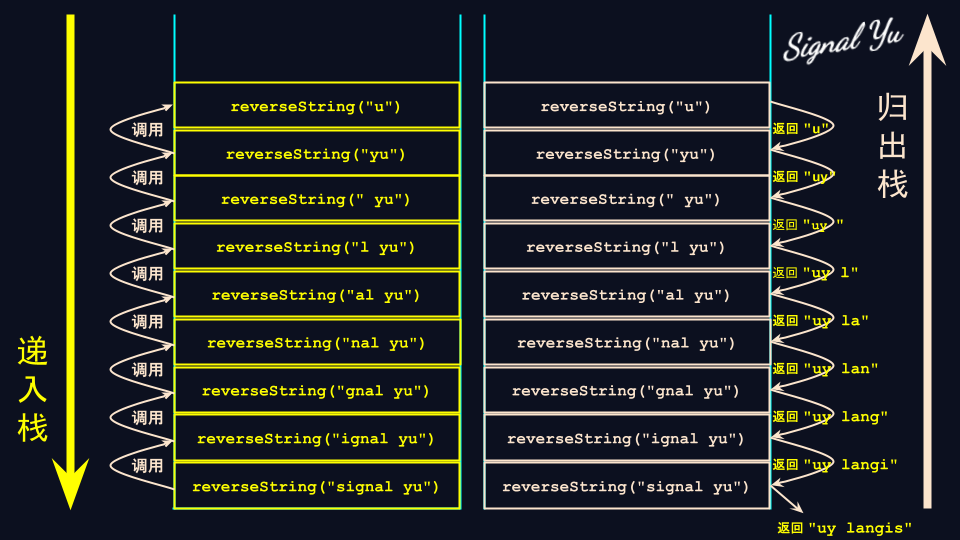 Signal Yu
reverseString("u")
reverseString("yu")
reverseString(" yu")
reverseString("l yu")
reverseString("al yu")
reverseString("nal yu")
reverseString("gnal yu")
reverseString("ignal yu")
reverseString("signal yu")
调用
调用
调用
调用
调用
调用
调用
调用
递
入
栈
reverseString("u")
reverseString("yu")
reverseString(" yu")
reverseString("l yu")
reverseString("al yu")
reverseString("nal yu")
reverseString("gnal yu")
reverseString("ignal yu")
reverseString("signal yu")
返回 "u"
返回 "uy"
返回 "uy "
返回 "uy l"
返回 "uy la"
返回 "uy lan"
返回 "uy lang"
返回 "uy langi"
返回 "uy langis"
归
出
栈